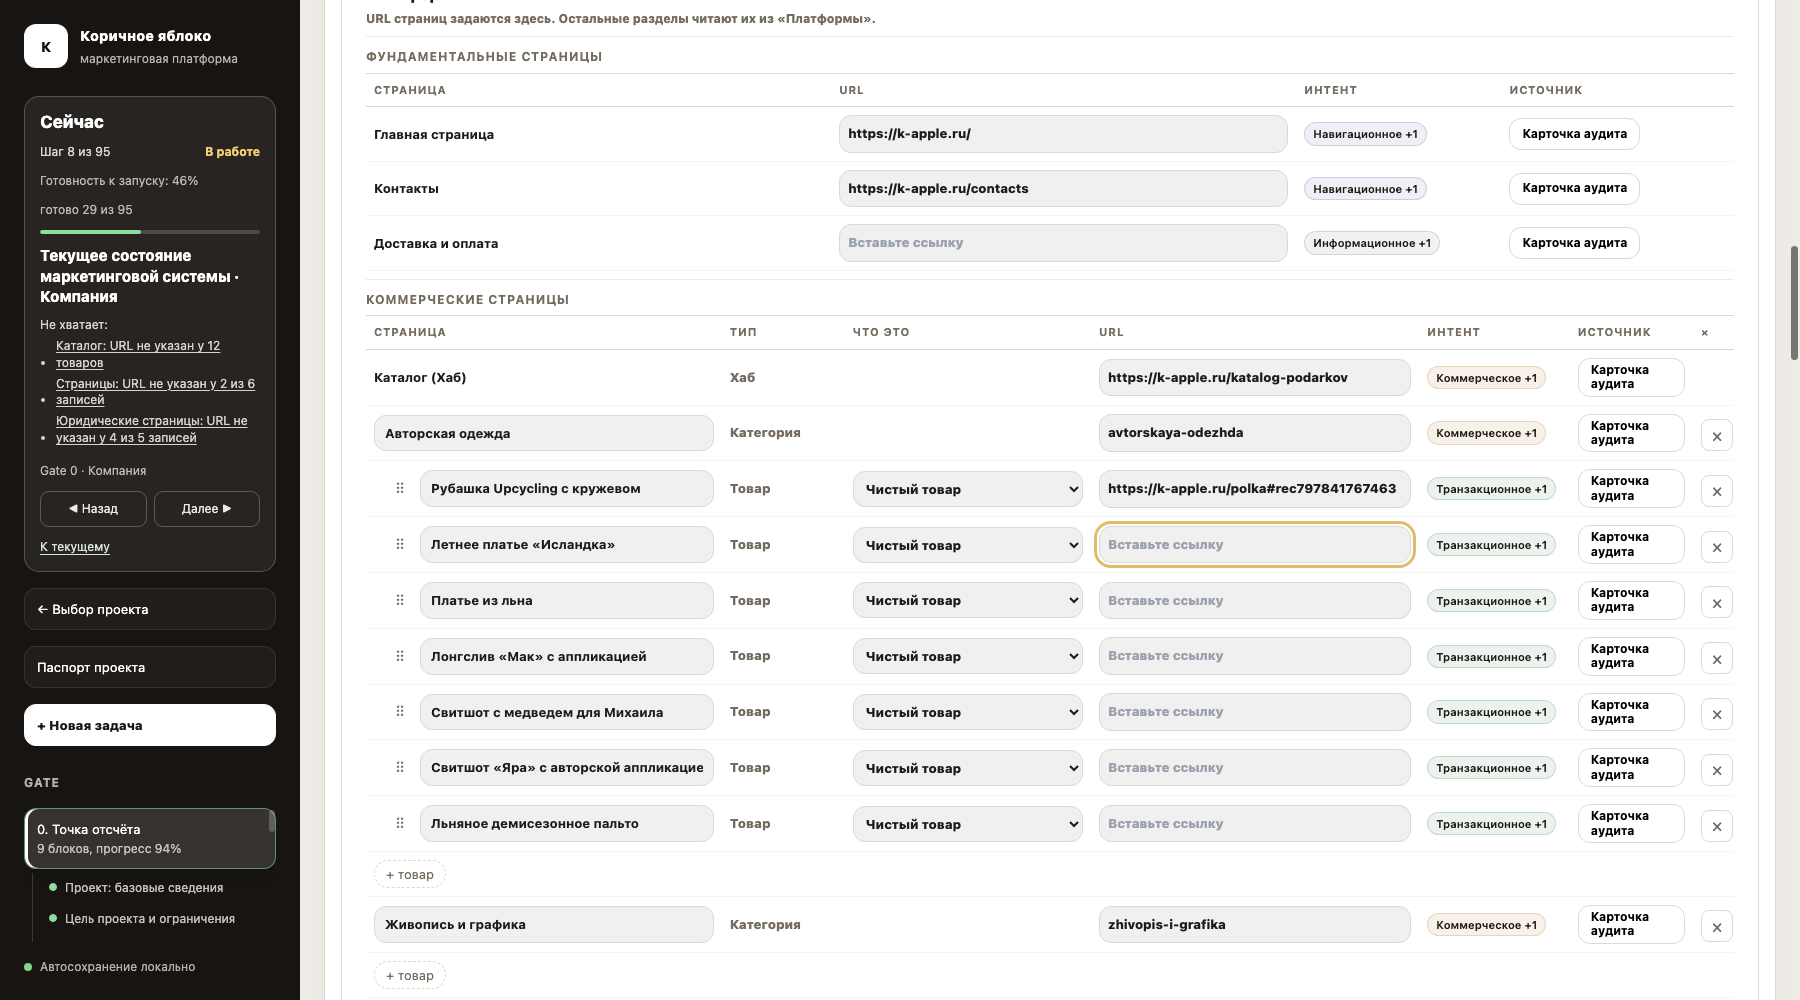 К
Коричное яблоко
маркетинговая платформа
Сейчас
Шаг 8 из 95
В работе
Готовность к запуску: 46%
готово 29 из 95
Текущее состояние
маркетинговой системы ·
Компания
Не хватает:
Каталог: URL не указан у 12
товаров
Страницы: URL не указан у 2 из 6
записей
Юридические страницы: URL не
указан у 4 из 5 записей
Gate 0 · Компания
◀ Назад
Далее ▶
К текущему
← Выбор проекта
Паспорт проекта
+ Новая задача
GATE
0. Точка отсчёта
9 блоков, прогресс 94%
Проект: базовые сведения
Цель проекта и ограничения
Автосохранение локально
URL страниц задаются здесь. Остальные разделы читают их из «Платформы».
ФУНДАМЕНТАЛЬНЫЕ СТРАНИЦЫ
СТРАНИЦА URL ИНТЕНТ ИСТОЧНИК
Главная страница https://k-apple.ru/ Навигационное +1 Карточка аудита
Контакты https://k-apple.ru/contacts Навигационное +1 Карточка аудита
Доставка и оплата Вставьте ссылку Информационное +1 Карточка аудита
КОММЕРЧЕСКИЕ СТРАНИЦЫ
СТРАНИЦА ТИП ЧТО ЭТО URL ИНТЕНТ ИСТОЧНИК ×
Каталог (Хаб) Хаб https://k-apple.ru/katalog-podarkov Коммерческое +1 Карточка аудита
Авторская одежда Категория avtorskaya-odezhda Коммерческое +1 Карточка аудита ×
Рубашка Upcycling с кружевом Товар Чистый товар https://k-apple.ru/polka#rec797841767463 Транзакционное +1 Карточка аудита ×
Летнее платье «Исландка» Товар Чистый товар Вставьте ссылку Транзакционное +1 Карточка аудита ×
Платье из льна Товар Чистый товар Вставьте ссылку Транзакционное +1 Карточка аудита ×
Лонгслив «Мак» с аппликацией Товар Чистый товар Вставьте ссылку Транзакционное +1 Карточка аудита ×
Свитшот с медведем для Михаила Товар Чистый товар Вставьте ссылку Транзакционное +1 Карточка аудита ×
Свитшот «Яра» с авторской аппликацие Товар Чистый товар Вставьте ссылку Транзакционное +1 Карточка аудита ×
Льняное демисезонное пальто Товар Чистый товар Вставьте ссылку Транзакционное +1 Карточка аудита ×
+ товар
Живопись и графика Категория zhivopis-i-grafika Коммерческое +1 Карточка аудита ×
+ товар